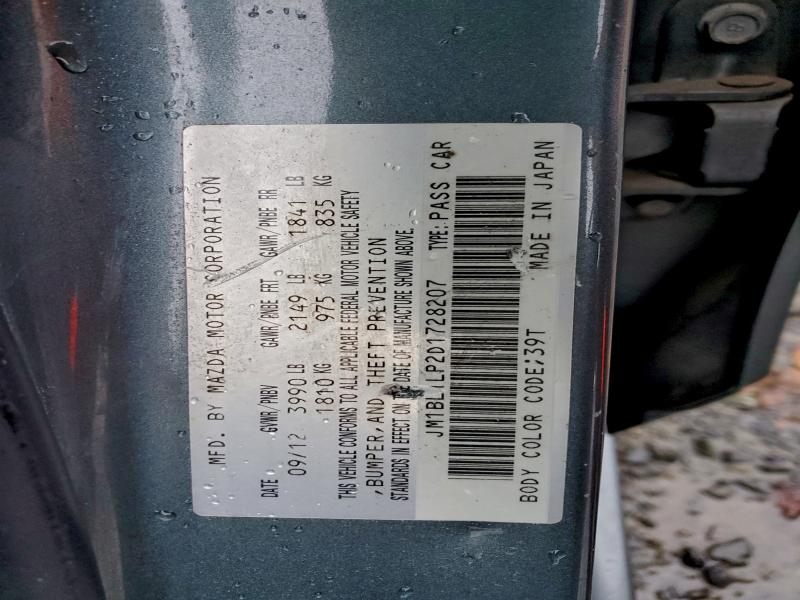 MFD. BY MAZDA MOTOR CORPORATION
DATE GVWR/PNBV GAWR/PNBE FRT GAWR/PNBE RR
09/12 3990 LB 2149 LB 1841 LB
1810 KG 975 KG 835 KG
THIS VEHICLE CONFORMS TO ALL APPLICABLE FEDERAL MOTOR VEHICLE SAFETY
,BUMPER,AND THEFT PREVENTION
STANDARDS IN EFFECT ON THE DATE OF MANUFACTURE SHOWN ABOVE.
JM1BL1LP2D1728207 TYPE:PASS CAR
BODY COLOR CODE;39T MADE IN JAPAN